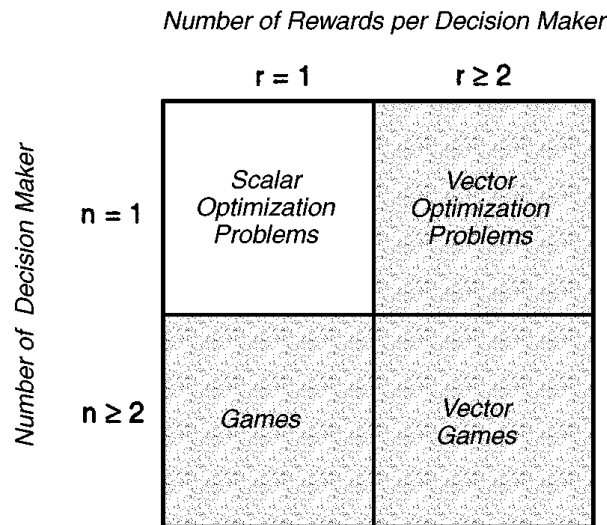 Number of Rewards per Decision Maker
r = 1
r ≥ 2
Number of Decision Maker
n = 1
Scalar
Optimization
Problems
Vector
Optimization
Problems
n ≥ 2
Games
Vector
Games